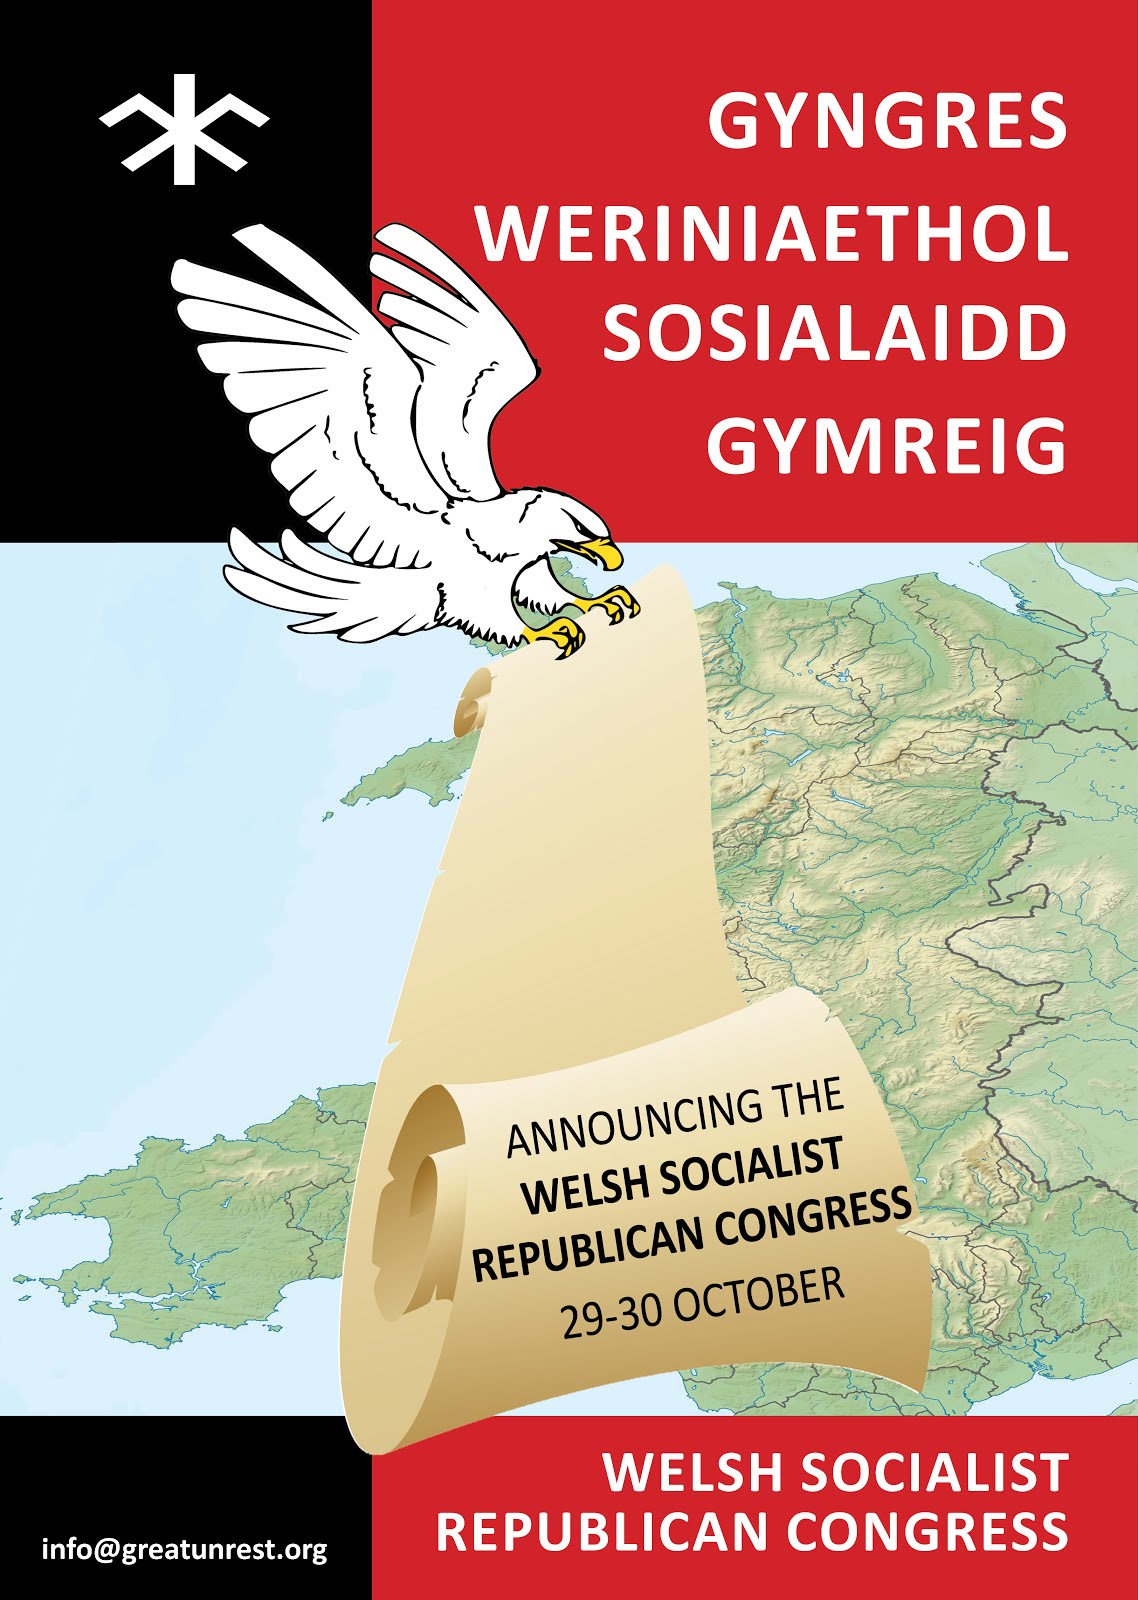 GYNGRES
WERINIAETHOL
SOSIALAIDD
GYMREIG
ANNOUNCING THE
WELSH SOCIALIST
REPUBLICAN CONGRESS
29-30 OCTOBER
WELSH SOCIALIST
REPUBLICAN CONGRESS
info@greatunrest.org